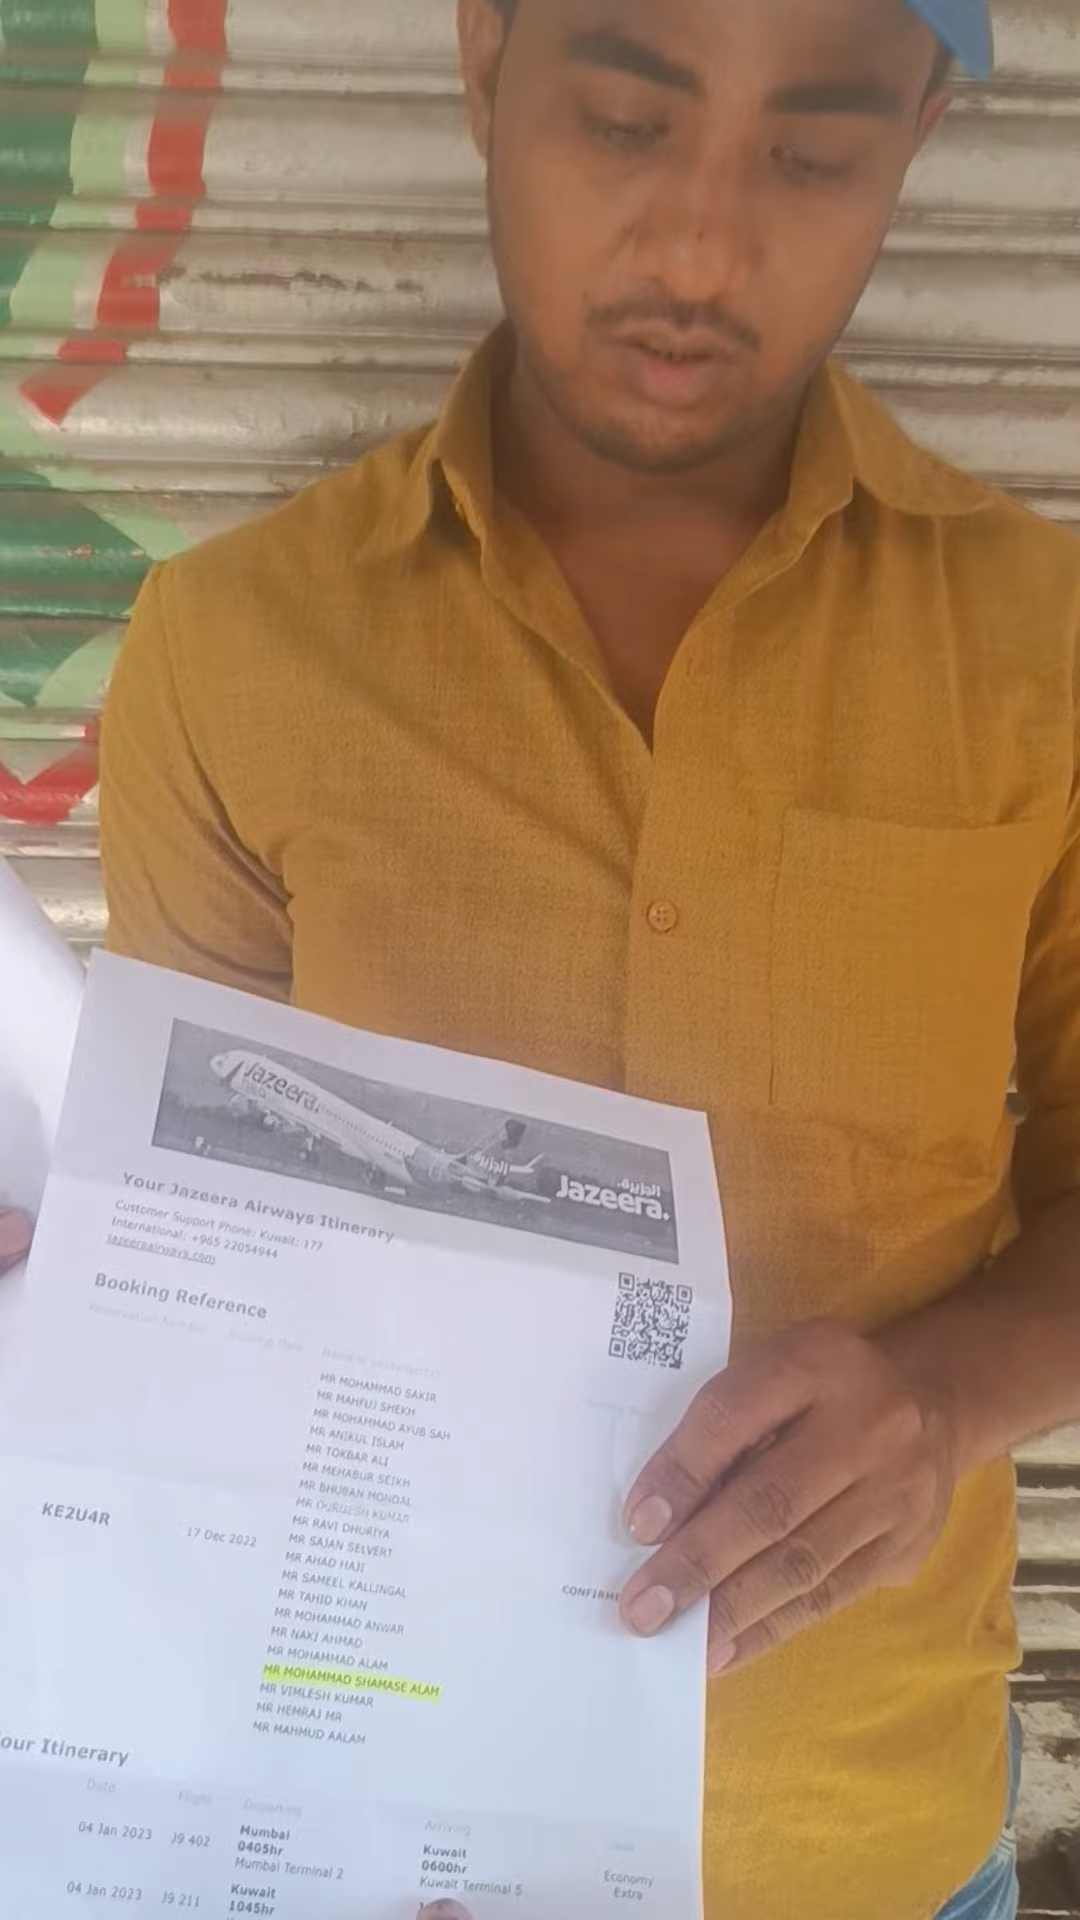 Jazeera.
الجزيرة
الجزيرة.
Jazeera.
Your Jazeera Airways Itinerary
Customer Support Phone: Kuwait: 177
International: +965 22054944
jazeeraairways.com
Booking Reference
MR MOHAMMAD SAKIR
MR MAHFUJ SHEKH
MR MOHAMMAD AYUB SAH
MR ANIKUL ISLAM
MR TOKBAR ALI
MR MEHABUR SEIKH
MR BHUBAN MONDAL
MR DURGESH KUMAR
KE2U4R
17 Dec 2022
MR RAVI DHURIYA
MR SAJAN SELVERT
MR AHAD HAJI
MR SAMEEL KALLINGAL
CONFIRME
MR TAHID KHAN
MR MOHAMMAD ANWAR
MR NAKI AHMAD
MR MOHAMMAD ALAM
MR MOHAMMAD SHAMASE ALAM
MR VIMLESH KUMAR
MR HEMRAJ MR
MR MAHMUD AALAM
our Itinerary
Date Flight Departing Arriving
04 Jan 2023 J9 402 Mumbai Kuwait
0405hr 0600hr Economy
Mumbai Terminal 2 Kuwait Terminal 5 Extra
04 Jan 2023 J9 211 Kuwait
1045hr